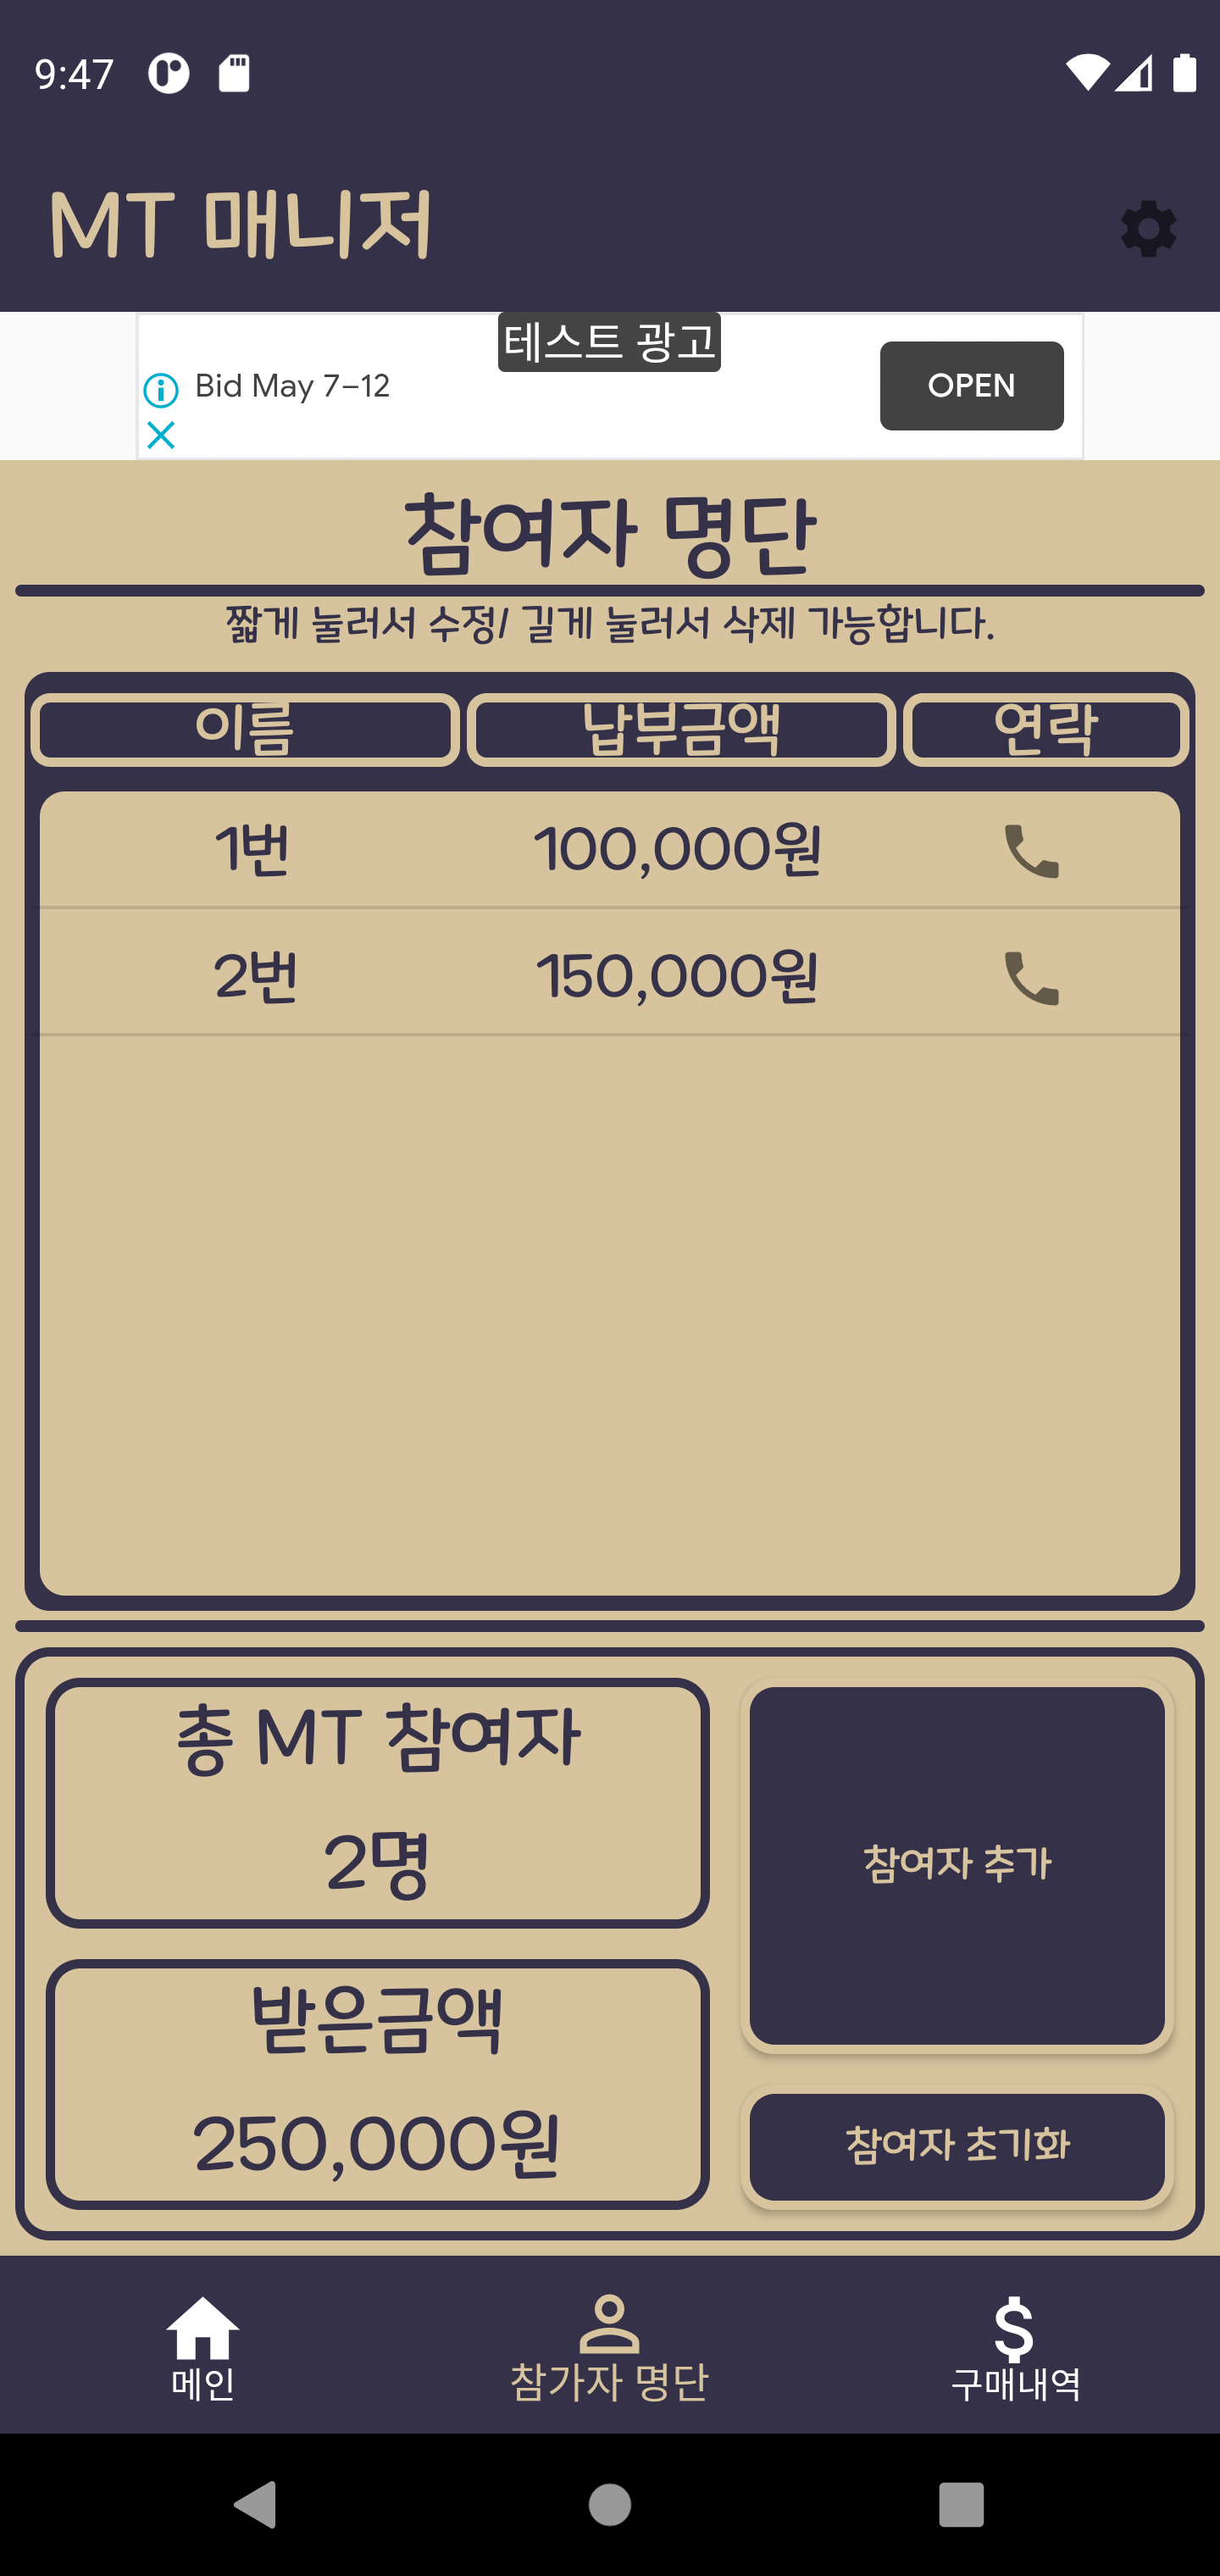 9:47
MT 매니저
테스트 광고
Bid May 7–12
OPEN
참여자 명단
짧게 눌러서 수정/ 길게 눌러서 삭제 가능합니다.
이름 납부금액 연락
1번 100,000원
2번 150,000원
총 MT 참여자
2명
참여자 추가
받은금액
250,000원
참여자 초기화
메인 참가자 명단 구매내역